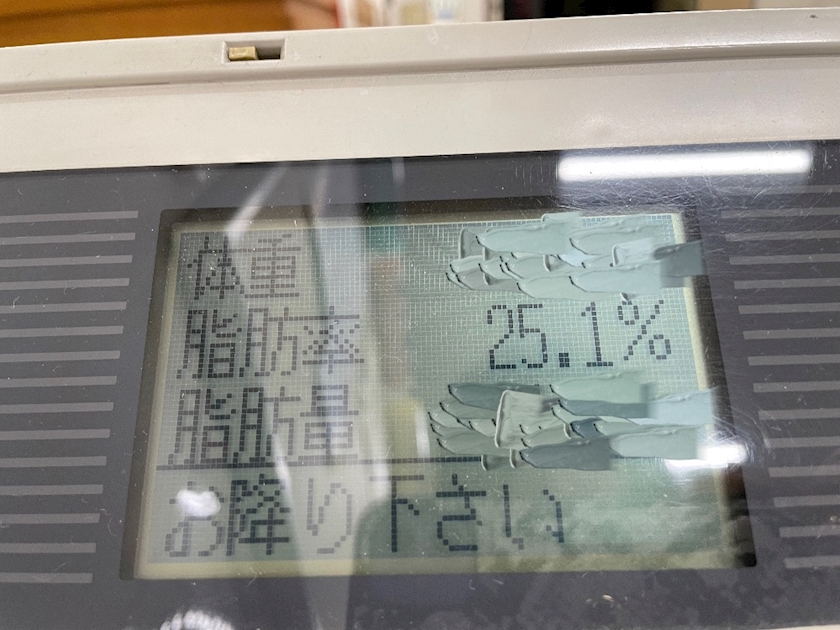 体重
脂肪率 25.1%
脂肪量
お降り下さい